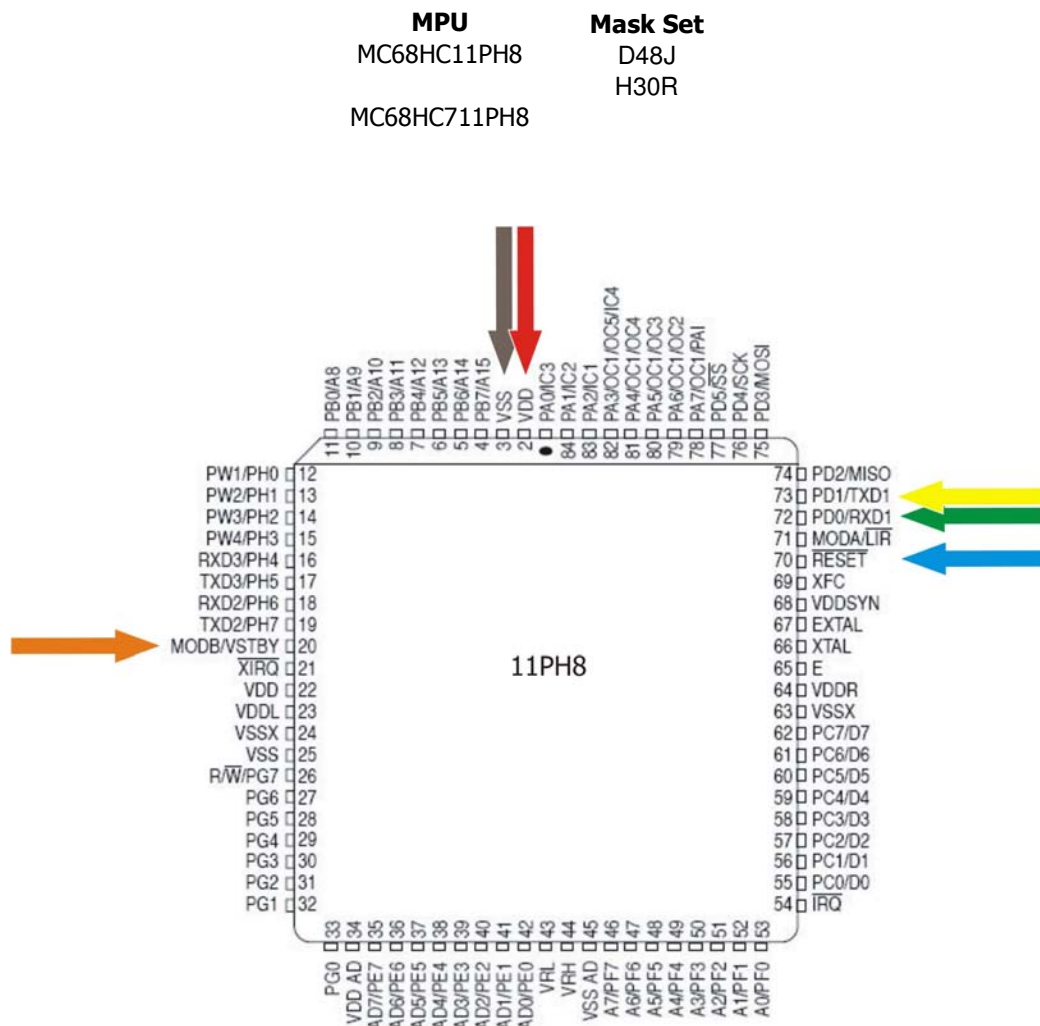 MPU Mask Set
MC68HC11PH8 D48J
H30R
MC68HC711PH8
11 PB0/A8
10 PB1/A9
9 PB2/A10
8 PB3/A11
7 PB4/A12
6 PB5/A13
5 PB6/A14
4 PB7/A15
3 VSS
2 VDD
PA0/IC3
84 PA1/IC2
83 PA2/IC1
82 PA3/OC1/OC5/IC4
81 PA4/OC1/OC4
80 PA5/OC1/OC3
79 PA6/OC1/OC2
78 PA7/OC1/PAI
77 PD5/SS
76 PD4/SCK
75 PD3/MOSI
PW1/PH0 12
PW2/PH1 13
PW3/PH2 14
PW4/PH3 15
RXD3/PH4 16
TXD3/PH5 17
RXD2/PH6 18
TXD2/PH7 19
MODB/VSTBY 20
XIRQ 21
VDD 22
VDDL 23
VSSX 24
VSS 25
R/W/PG7 26
PG6 27
PG5 28
PG4 29
PG3 30
PG2 31
PG1 32
11PH8
74 PD2/MISO
73 PD1/TXD1
72 PD0/RXD1
71 MODA/LIR
70 RESET
69 XFC
68 VDDSYN
67 EXTAL
66 XTAL
65 E
64 VDDR
63 VSSX
62 PC7/D7
61 PC6/D6
60 PC5/D5
59 PC4/D4
58 PC3/D3
57 PC2/D2
56 PC1/D1
55 PC0/D0
54 IRQ
PG0 33
VDD AD 34
AD7/PE7 35
AD6/PE6 36
AD5/PE5 37
AD4/PE4 38
AD3/PE3 39
AD2/PE2 40
AD1/PE1 41
AD0/PE0 42
VRL 43
VRH 44
VSS AD 45
A7/PF7 46
A6/PF6 47
A5/PF5 48
A4/PF4 49
A3/PF3 50
A2/PF2 51
A1/PF1 52
A0/PF0 53